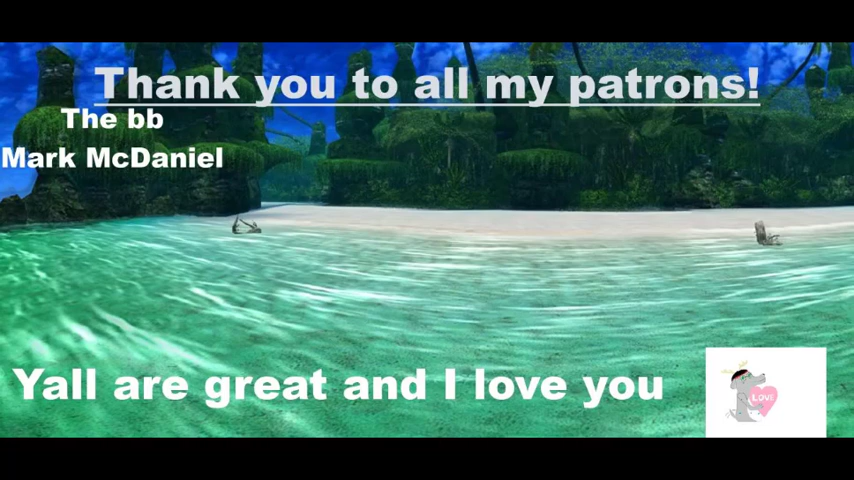 Thank you to all my patrons!
The bb
Mark McDaniel
Yall are great and I love you
LOVE